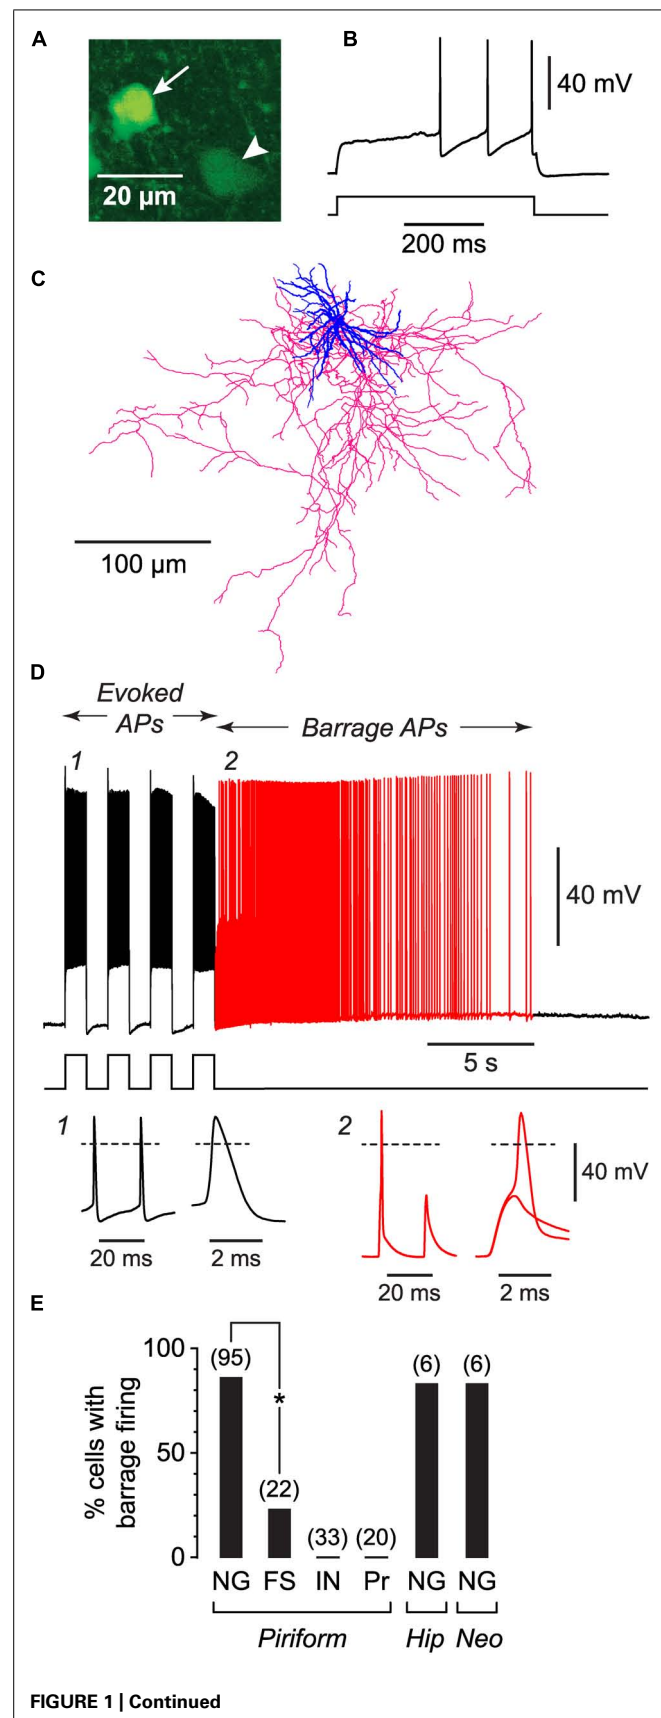 A
B
40 mV
20 µm
200 ms
C
100 µm
D
Evoked
APs
Barrage APs
1
2
40 mV
5 s
1
2
40 mV
20 ms
2 ms
20 ms
2 ms
E
% cells with
barrage firing
100
50
0
(95)
*
(22)
(33)
(20)
(6)
(6)
NG FS IN Pr NG NG
Piriform Hip Neo
FIGURE 1 | Continued